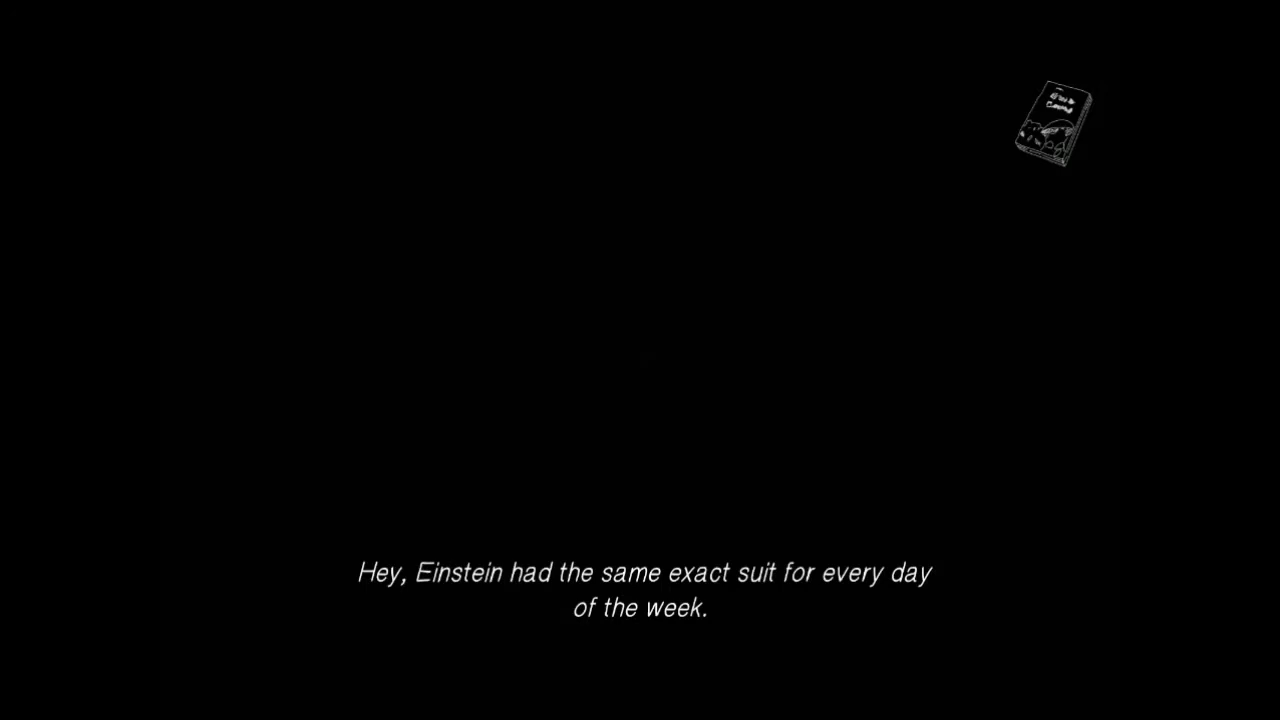 Hey, Einstein had the same exact suit for every day
of the week.